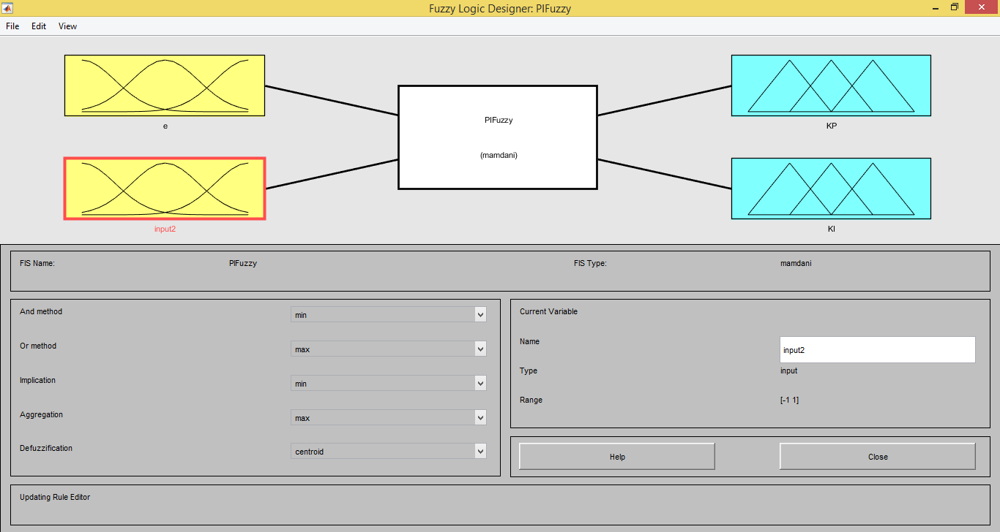 Fuzzy Logic Designer: PIFuzzy
File Edit View
e
input2
PIFuzzy
(mamdani)
KP
KI
FIS Name: PIFuzzy FIS Type: mamdani
And method min
Or method max
Implication min
Aggregation max
Defuzzification centroid
Current Variable
Name input2
Type input
Range [-1 1]
Help Close
Updating Rule Editor